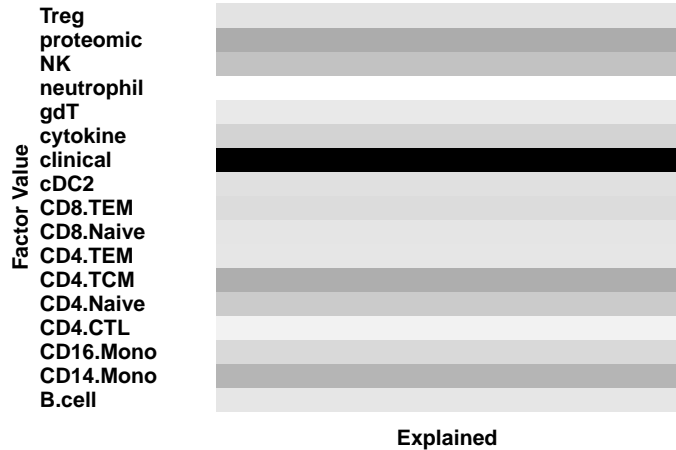 Factor Value
Treg
proteomic
NK
neutrophil
gdT
cytokine
clinical
cDC2
CD8.TEM
CD8.Naive
CD4.TEM
CD4.TCM
CD4.Naive
CD4.CTL
CD16.Mono
CD14.Mono
B.cell
Explained